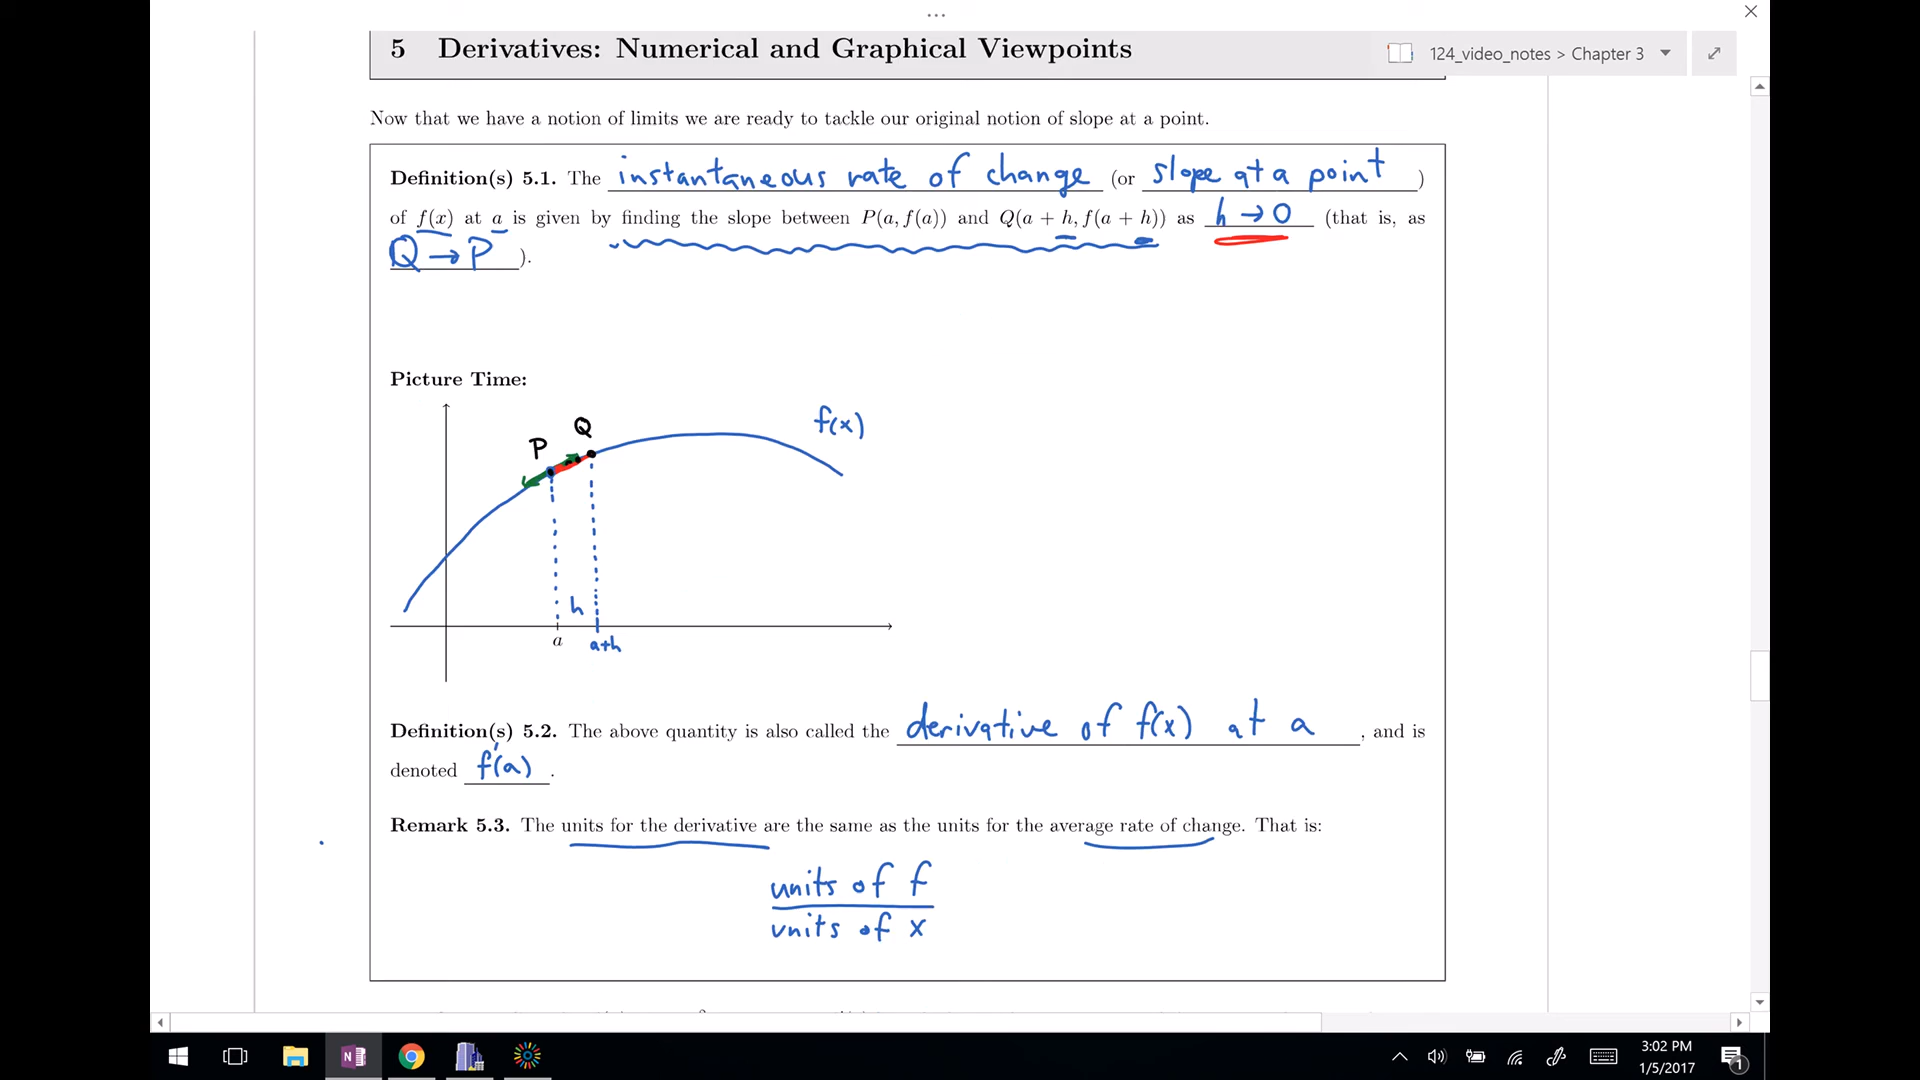 ...
5 Derivatives: Numerical and Graphical Viewpoints
124_video_notes > Chapter 3
Now that we have a notion of limits we are ready to tackle our original notion of slope at a point.
Definition(s) 5.1. The instantaneous rate of change (or slope at a point)
of f(x) at a is given by finding the slope between P(a, f(a)) and Q(a + h, f(a + h)) as h → 0 (that is, as
Q → P ).
Picture Time:
Q
P
f(x)
h
a
a+h
Definition(s) 5.2. The above quantity is also called the derivative of f(x) at a , and is
denoted f'(a) .
Remark 5.3. The units for the derivative are the same as the units for the average rate of change. That is:
units of f
units of x
N
3:02 PM
1/5/2017
1